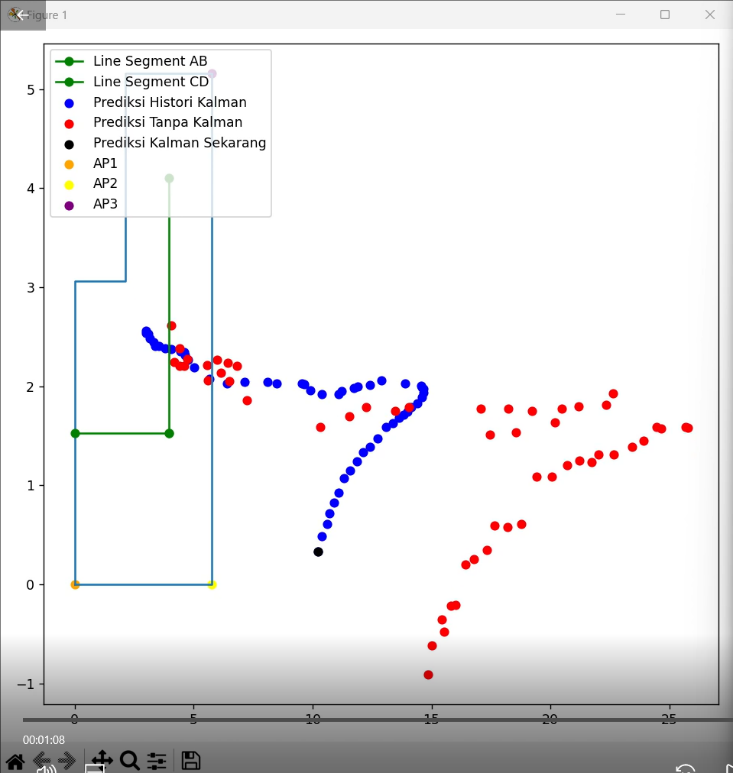 Figure 1
Line Segment AB
Line Segment CD
Prediksi Histori Kalman
Prediksi Tanpa Kalman
Prediksi Kalman Sekarang
AP1
AP2
AP3
5
4
3
2
1
0
−1
0
5
10
15
20
25
00:01:08